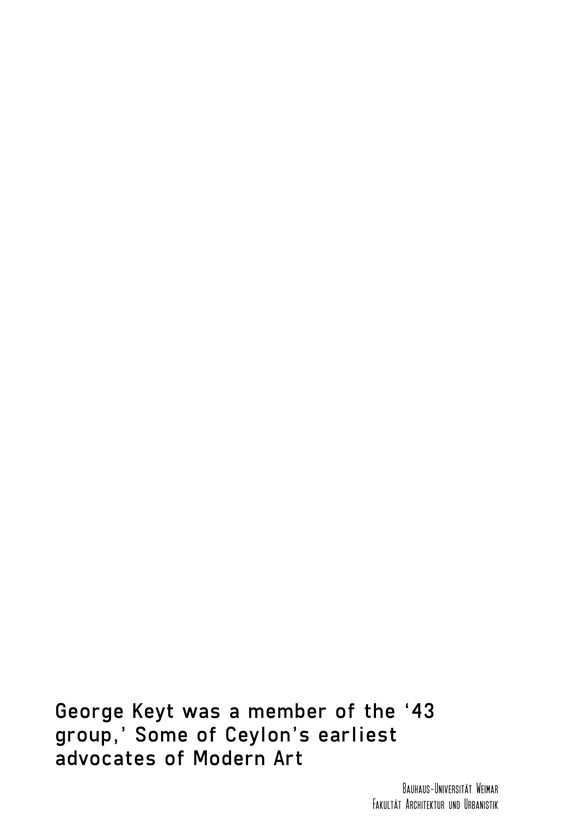 George Keyt was a member of the ‘43
group,’ Some of Ceylon’s earliest
advocates of Modern Art
Bauhaus-Universität Weimar
Fakultät Architektur und Urbanistik